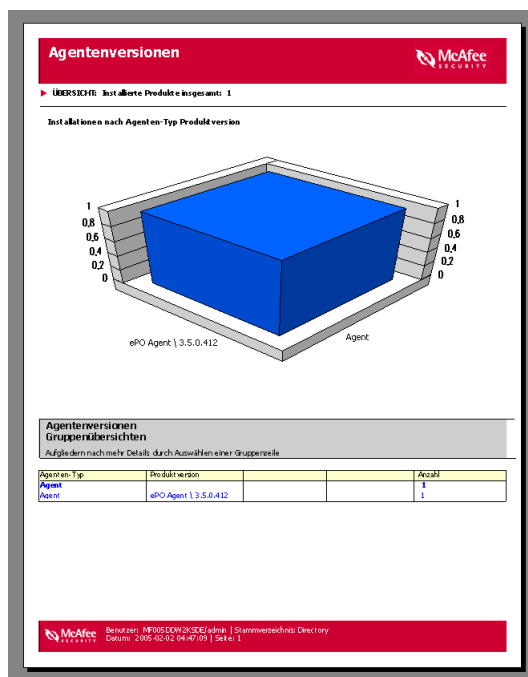 Agentenversionen
McAfee
SECURITY
ÜBERSICHT: Installierte Produkte insgesamt: 1
Installationen nach Agenten-Typ Produktversion
1
0,8
0,6
0,4
0,2
0
1
0,8
0,6
0,4
0,2
0
ePO Agent \ 3.5.0.412
Agent
Agentenversionen
Gruppenübersichten
Aufgliedern nach mehr Details durch Auswählen einer Gruppenzeile
Agenten-Typ Produktversion Anzahl
Agent 1
Agent ePO Agent \ 3.5.0.412 1
McAfee
SECURITY
Benutzer: MF005DDW2KSDE/admin | Stammverzeichnis: Directory
Datum: 2005-02-02 04:47:09 | Seite: 1